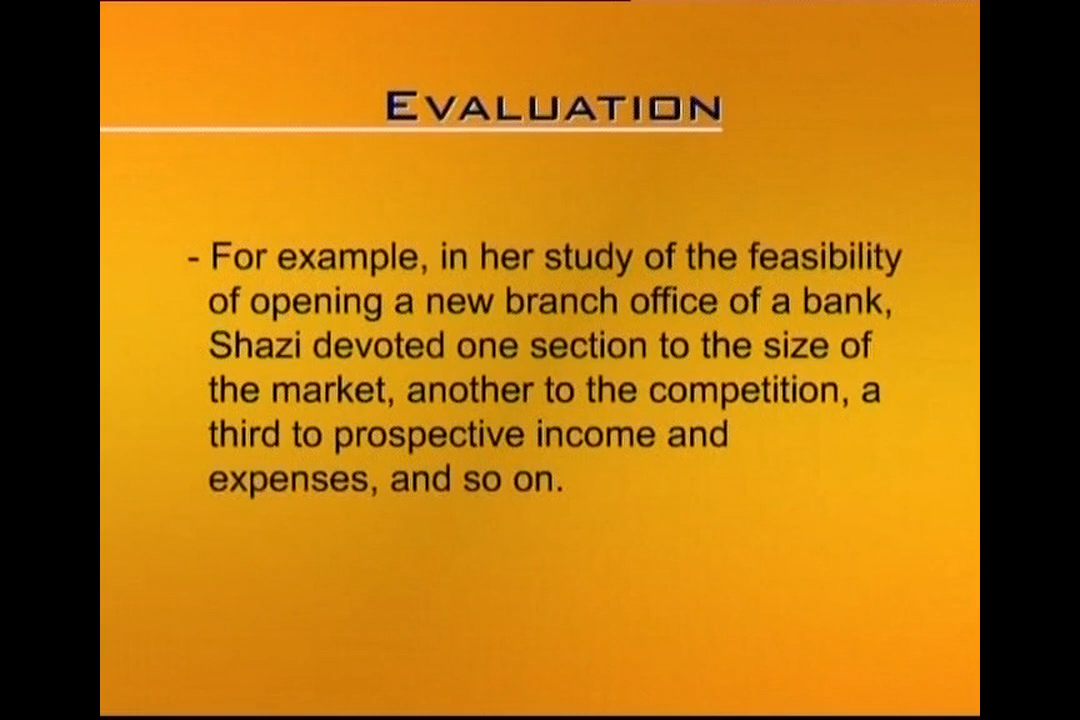 EVALUATION
- For example, in her study of the feasibility
of opening a new branch office of a bank,
Shazi devoted one section to the size of
the market, another to the competition, a
third to prospective income and
expenses, and so on.